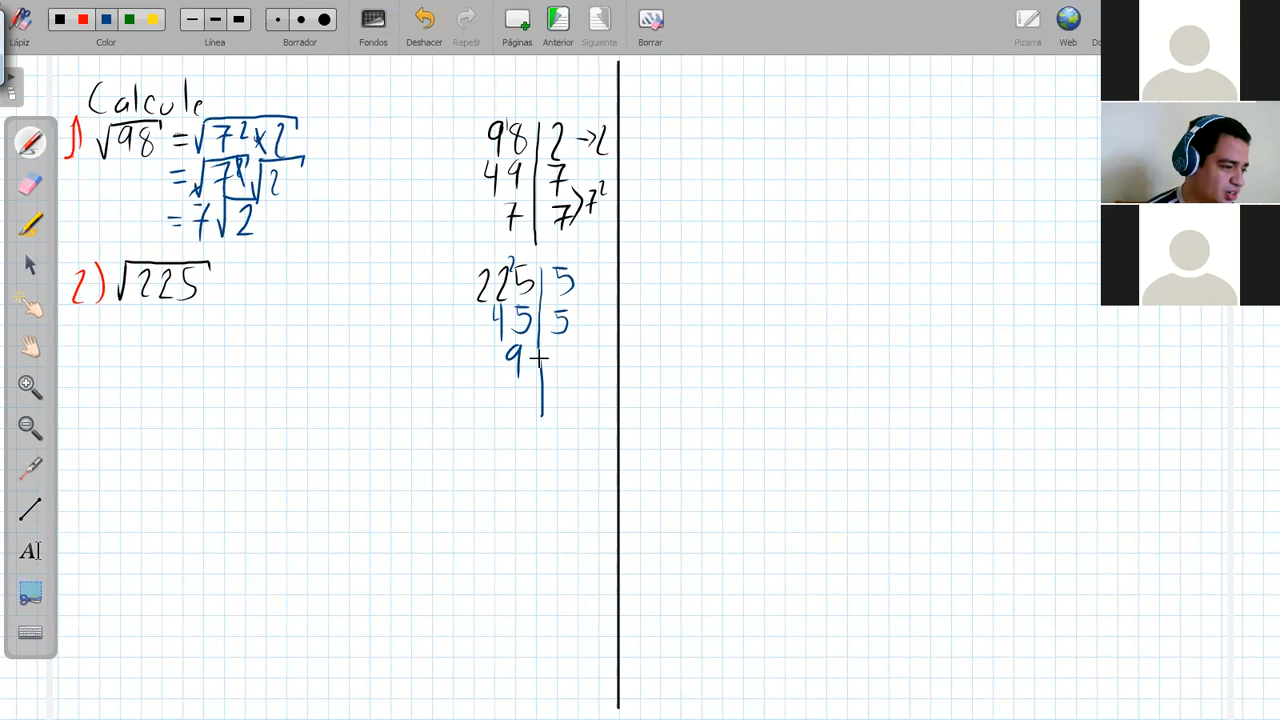 Lápiz Color Línea Borrador Fondos Deshacer Repetir Páginas Anterior Siguiente Borrar Pizarra Web
Calcule
1) √98 = √7² x 2
= √7² √2
= 7√2
98 | 2 → 2
49 | 7
7 | 7 > 7²
2) √225
225 | 5
45 | 5
9
A